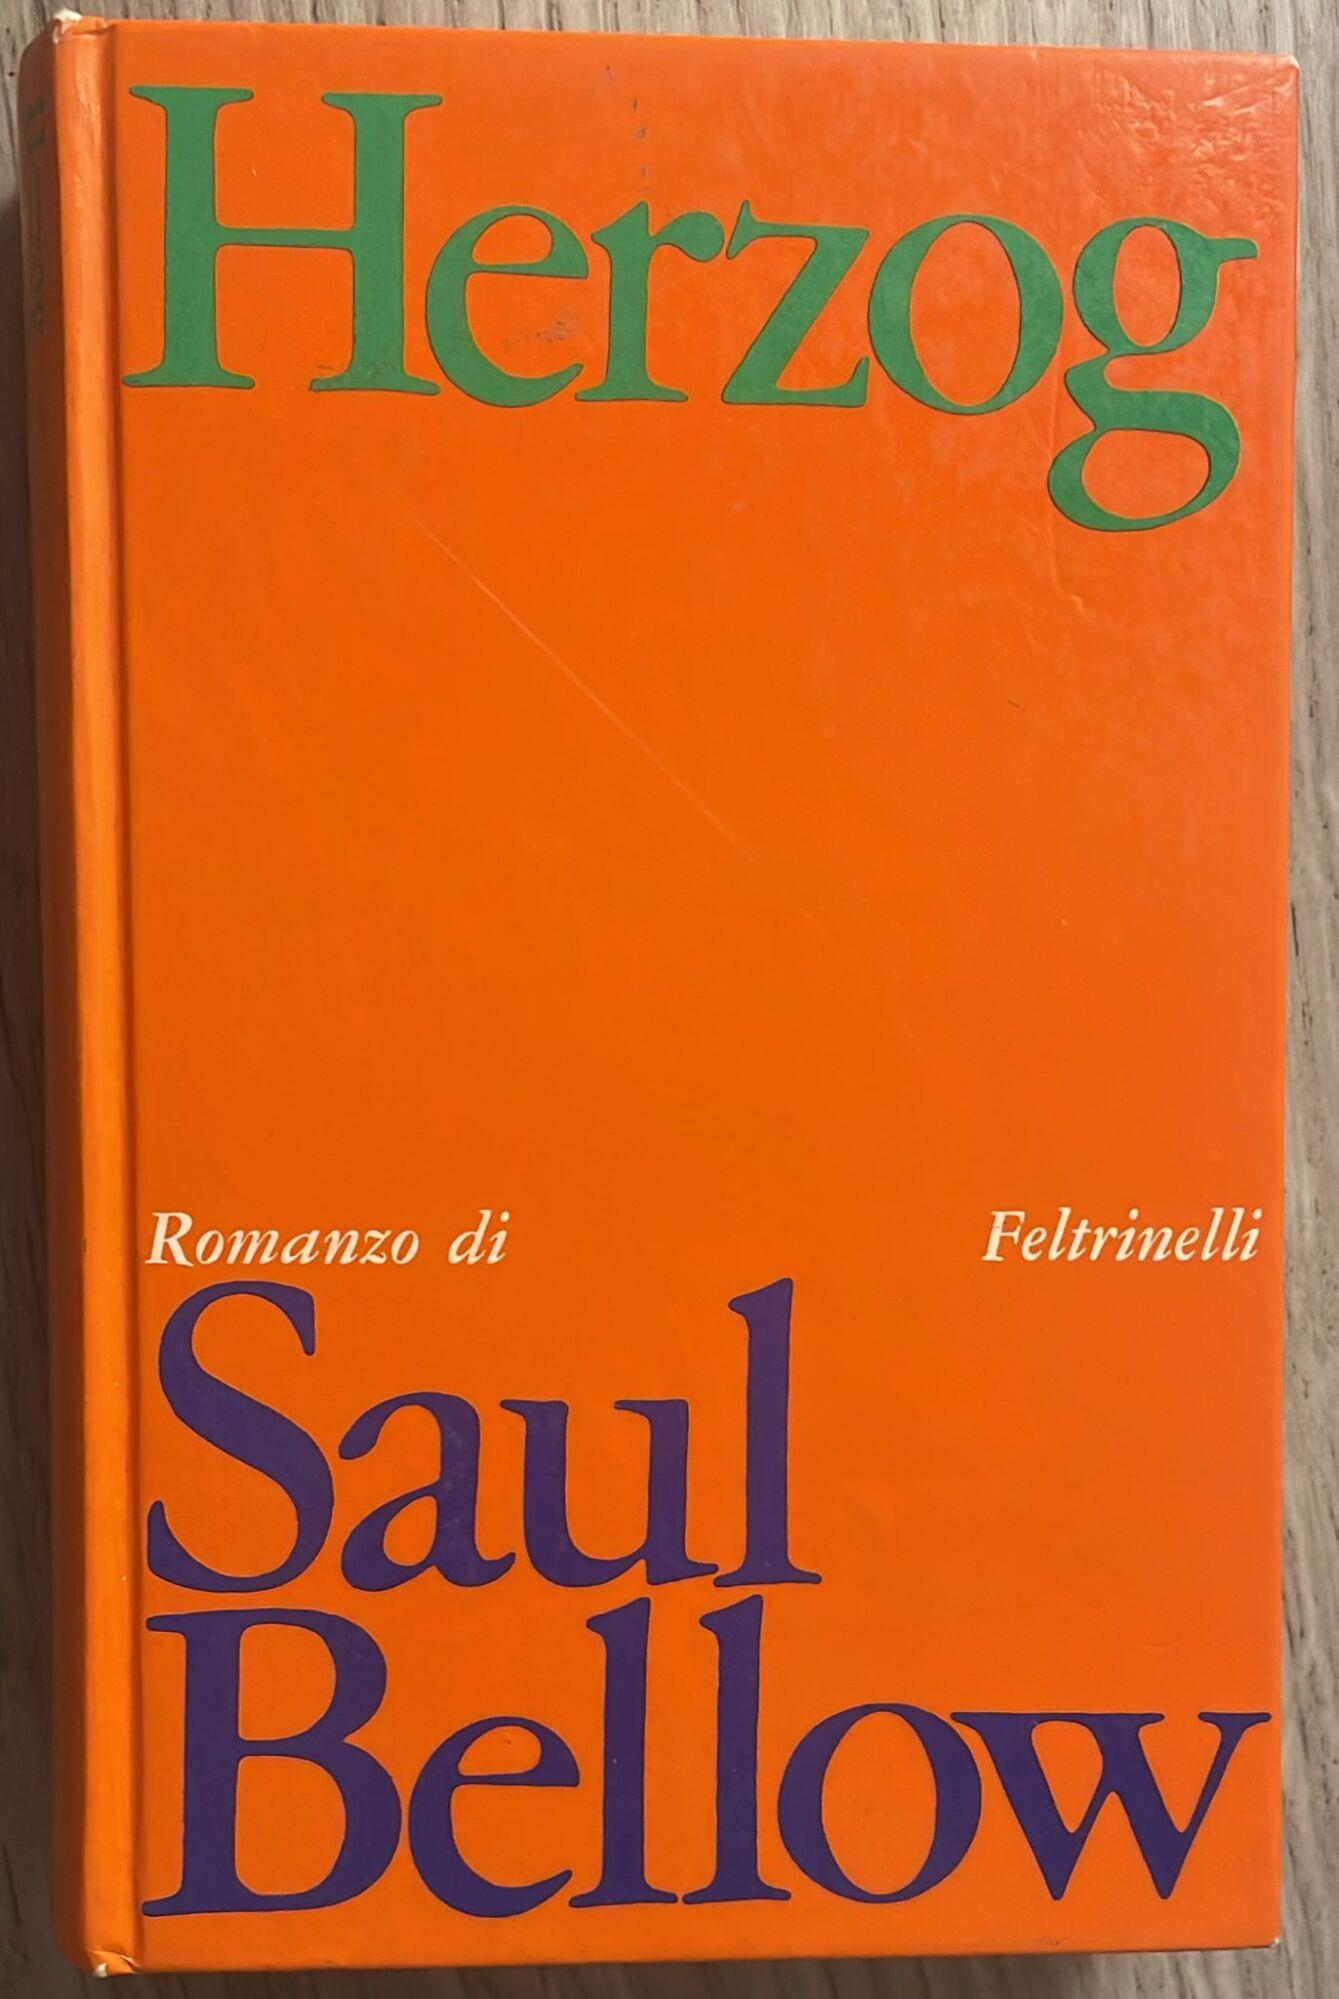 Herzog
Romanzo di
Feltrinelli
Saul
Bellow